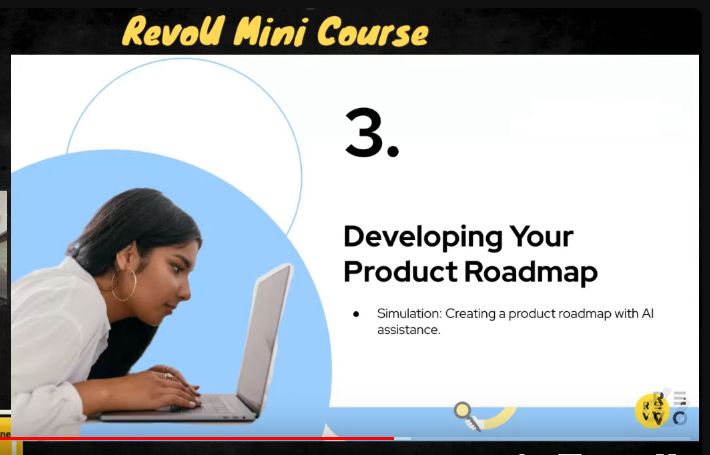 RevoU Mini Course
3.
Developing Your
Product Roadmap
● Simulation: Creating a product roadmap with AI
assistance.